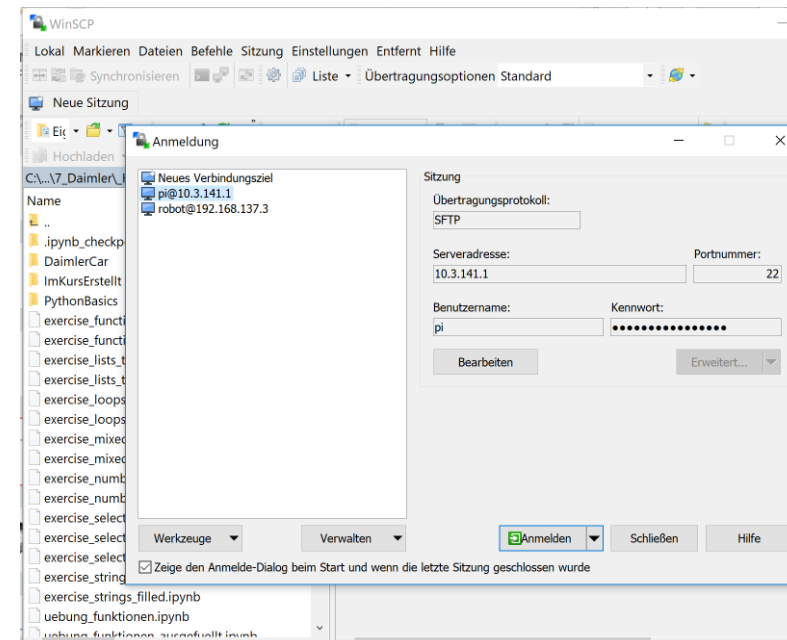 WinSCP
Lokal Markieren Dateien Befehle Sitzung Einstellungen Entfernt Hilfe
Synchronisieren Liste Übertragungsoptionen Standard
Neue Sitzung
Eig
Hochladen
C:\...\7_Daimler\_
Name
..
.ipynb_checkp
DaimlerCar
ImKursErstellt
PythonBasics
exercise_functi
exercise_functi
exercise_lists_t
exercise_lists_t
exercise_loops
exercise_loops
exercise_mixed
exercise_mixed
exercise_numb
exercise_numb
exercise_select
exercise_select
exercise_select
exercise_string
exercise_strings_filled.ipynb
uebung_funktionen.ipynb
uebung_funktionen_ausgefuellt.ipynb
Anmeldung
Neues Verbindungsziel
pi@10.3.141.1
robot@192.168.137.3
Sitzung
Übertragungsprotokoll:
SFTP
Serveradresse: Portnummer:
10.3.141.1 22
Benutzername: Kennwort:
pi ●●●●●●●●●●●●●●●●
Bearbeiten Erweitert...
Werkzeuge Verwalten Anmelden Schließen Hilfe
Zeige den Anmelde-Dialog beim Start und wenn die letzte Sitzung geschlossen wurde